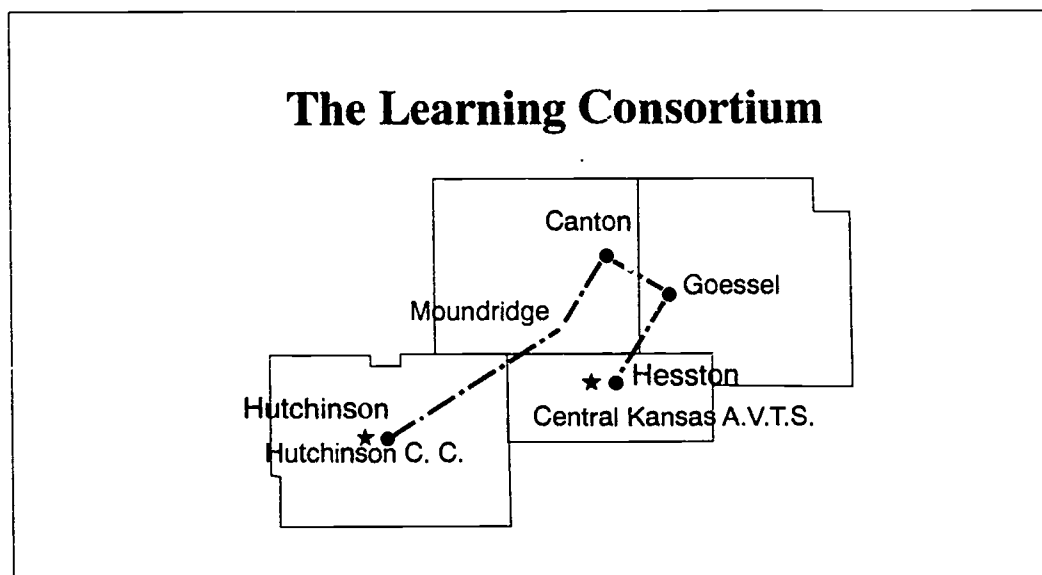 The Learning Consortium
Canton
Goessel
Moundridge
Hesston
Central Kansas A.V.T.S.
Hutchinson
Hutchinson C. C.